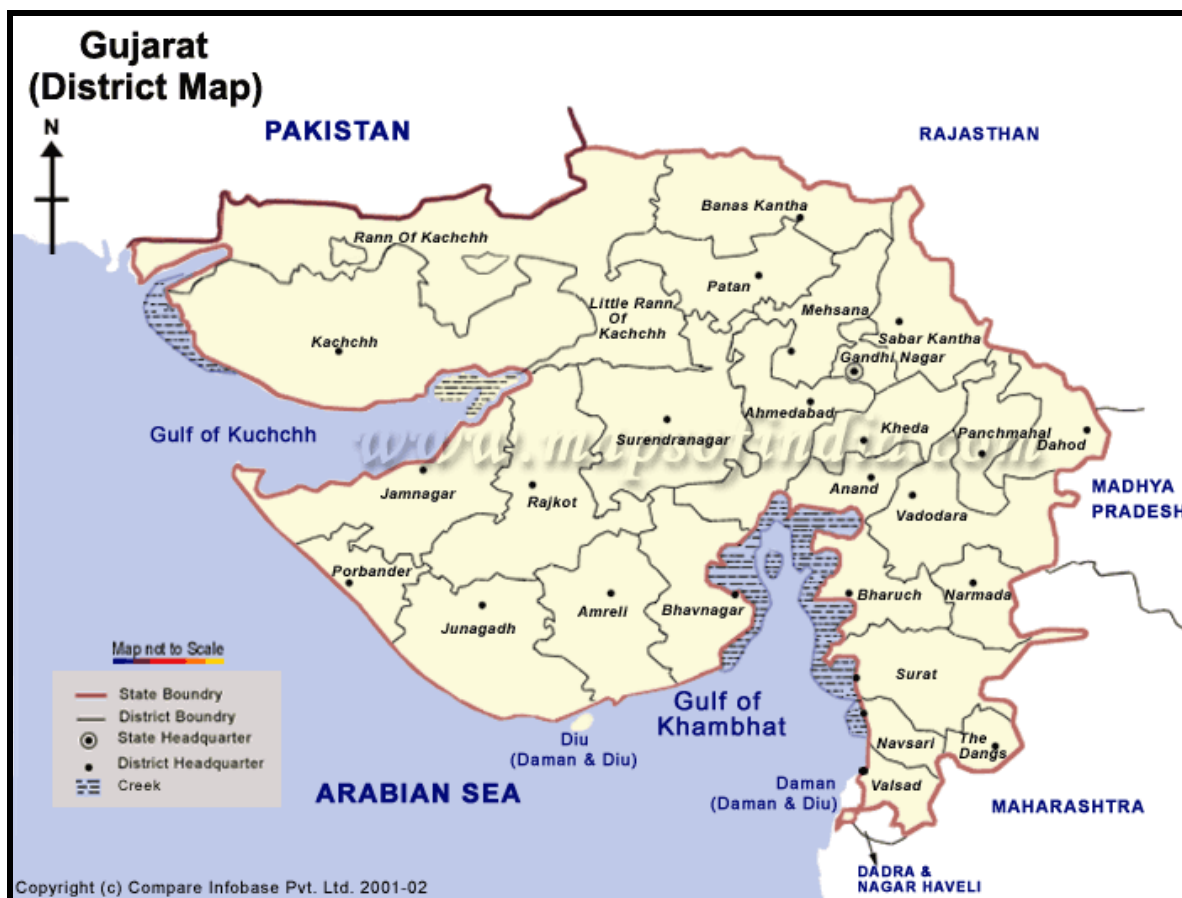 Gujarat
(District Map)
N
PAKISTAN
RAJASTHAN
Banas Kantha
Rann Of Kachchh
Patan
Mehsana
Little Rann
Of
Kachchh
Sabar Kantha
Kachchh
Gandhi Nagar
Ahmedabad
Gulf of Kuchchh
Surendranagar
Kheda
Panchmahal
Dahod
www.mapsofindia.com
Jamnagar
Rajkot
Anand
Vadodara
MADHYA
PRADESH
Porbander
Junagadh
Amreli
Bhavnagar
Bharuch
Narmada
Map not to Scale
Surat
State Boundry
District Boundry
State Headquarter
District Headquarter
Creek
Gulf of
Khambhat
Diu
(Daman & Diu)
Navsari
The
Dangs
Daman
(Daman & Diu)
Valsad
ARABIAN SEA
MAHARASHTRA
DADRA &
NAGAR HAVELI
Copyright (c) Compare Infobase Pvt. Ltd. 2001-02